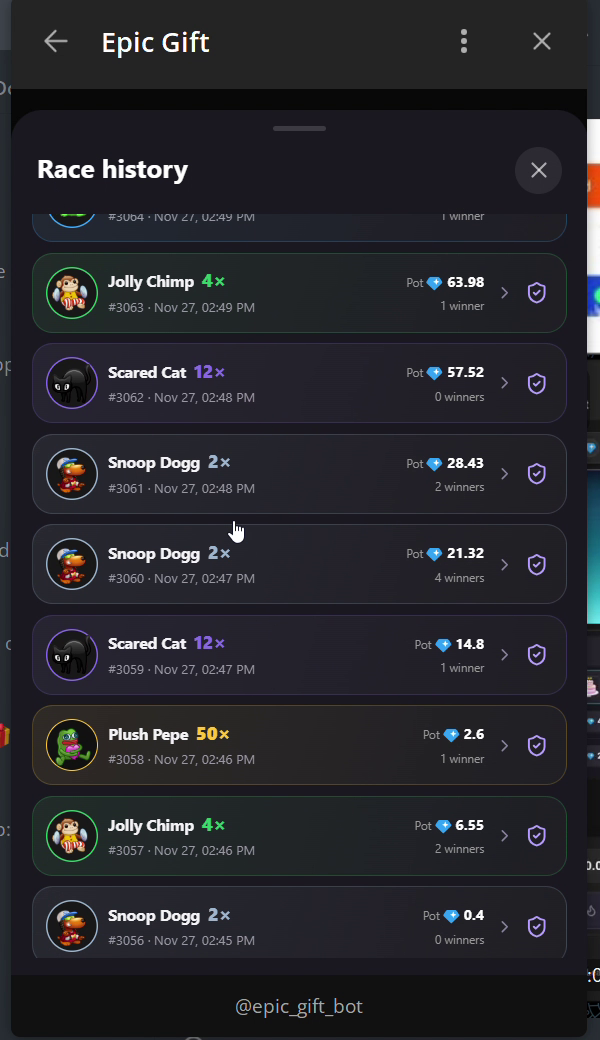 Epic Gift
Race history
#3064 · Nov 27, 02:49 PM
1 winner
Jolly Chimp 4×
Pot 63.98
#3063 · Nov 27, 02:49 PM
1 winner
Scared Cat 12×
Pot 57.52
#3062 · Nov 27, 02:48 PM
0 winners
Snoop Dogg 2×
Pot 28.43
#3061 · Nov 27, 02:48 PM
2 winners
Snoop Dogg 2×
Pot 21.32
#3060 · Nov 27, 02:47 PM
4 winners
Scared Cat 12×
Pot 14.8
#3059 · Nov 27, 02:47 PM
1 winner
Plush Pepe 50×
Pot 2.6
#3058 · Nov 27, 02:46 PM
1 winner
Jolly Chimp 4×
Pot 6.55
#3057 · Nov 27, 02:46 PM
2 winners
Snoop Dogg 2×
Pot 0.4
#3056 · Nov 27, 02:45 PM
0 winners
@epic_gift_bot